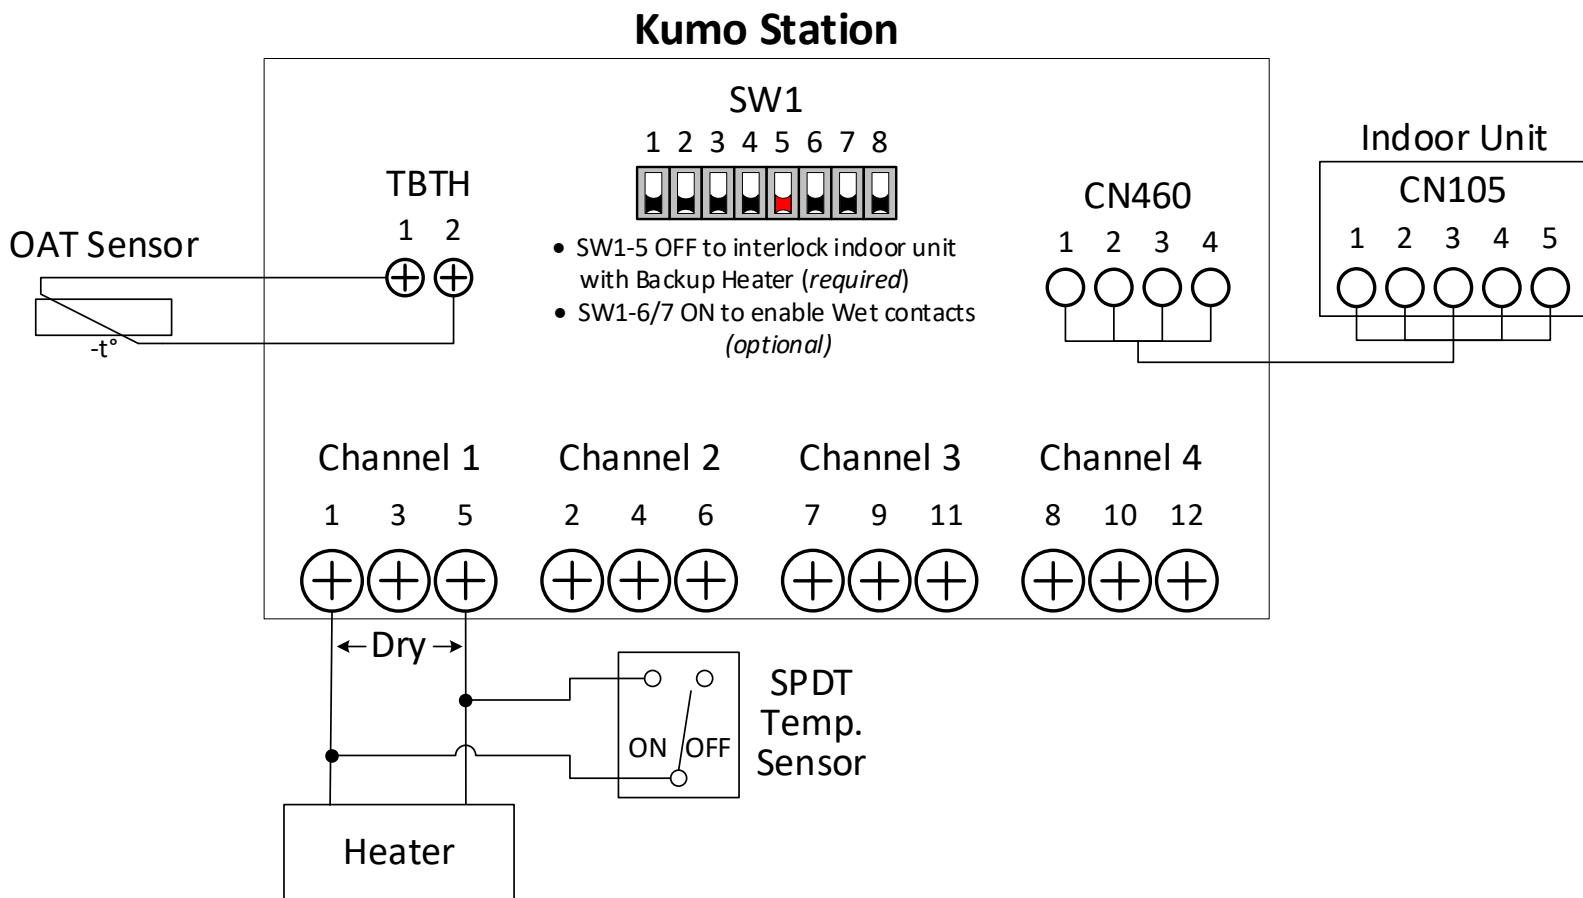 Kumo Station
SW1
1 2 3 4 5 6 7 8
Indoor Unit
TBTH
CN460
CN105
1 2
1 2 3 4
1 2 3 4 5
OAT Sensor
• SW1-5 OFF to interlock indoor unit
with Backup Heater (required)
• SW1-6/7 ON to enable Wet contacts
(optional)
-t°
Channel 1
Channel 2
Channel 3
Channel 4
1 3 5
2 4 6
7 9 11
8 10 12
Dry
SPDT
Temp.
Sensor
ON OFF
Heater